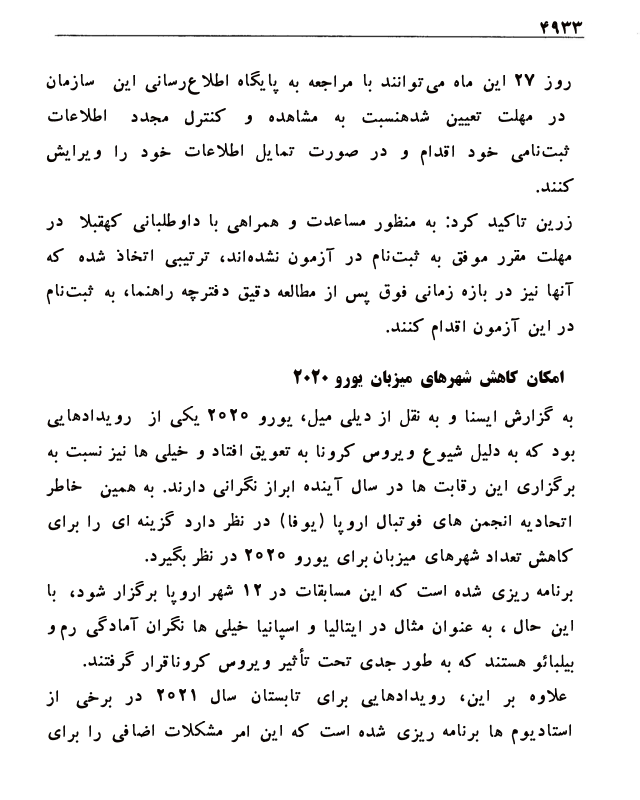 ۴۹۳۳
روز ۲۷ این ماه می‌توانند با مراجعه به پایگاه اطلاع‌رسانی این سازمان
در مهلت تعیین شدهنسبت به مشاهده و کنترل مجدد اطلاعات
ثبت‌نامی خود اقدام و در صورت تمایل اطلاعات خود را ویرایش
کنند.
زرین تاکید کرد: به منظور مساعدت و همراهی با داوطلبانی کهقبلا در
مهلت مقرر موفق به ثبت‌نام در آزمون نشده‌اند، ترتیبی اتخاذ شده که
آنها نیز در بازه زمانی فوق پس از مطالعه دقیق دفترچه راهنما، به ثبت‌نام
در این آزمون اقدام کنند.
امکان کاهش شهرهای میزبان یورو ۲۰۲۰
به گزارش ایسنا و به نقل از دیلی میل، یورو ۲۰۲۰ یکی از رویدادهایی
بود که به دلیل شیوع ویروس کرونا به تعویق افتاد و خیلی ها نیز نسبت به
برگزاری این رقابت ها در سال آینده ابراز نگرانی دارند. به همین خاطر
اتحادیه انجمن های فوتبال اروپا (یوفا) در نظر دارد گزینه ای را برای
کاهش تعداد شهرهای میزبان برای یورو ۲۰۲۰ در نظر بگیرد.
برنامه ریزی شده است که این مسابقات در ۱۲ شهر اروپا برگزار شود، با
این حال ، به عنوان مثال در ایتالیا و اسپانیا خیلی ها نگران آمادگی رم و
بیلبائو هستند که به طور جدی تحت تأثیر ویروس کروناقرار گرفتند.
علاوه بر این، رویدادهایی برای تابستان سال ۲۰۲۱ در برخی از
استادیوم ها برنامه ریزی شده است که این امر مشکلات اضافی را برای